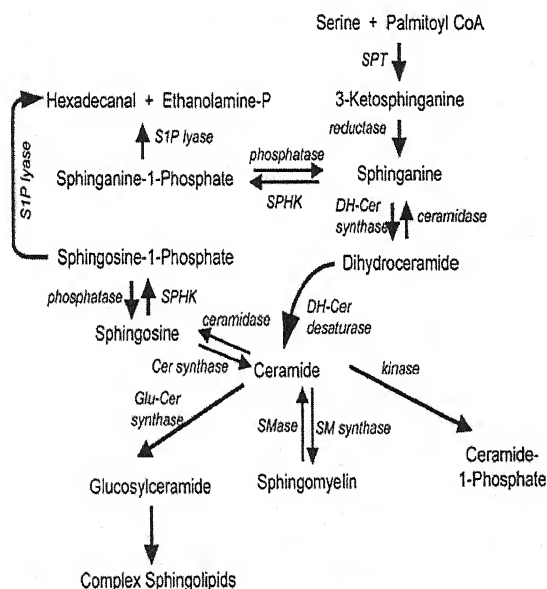 Serine + Palmitoyl CoA
SPT
Hexadecanal + Ethanolamine-P
3-Ketosphinganine
S1P lyase
reductase
S1P lyase
phosphatase
Sphinganine-1-Phosphate
Sphinganine
SPHK
DH-Cer
synthase
ceramidase
Sphingosine-1-Phosphate
Dihydroceramide
phosphatase
SPHK
DH-Cer
desaturase
Sphingosine
ceramidase
Cer synthase
Ceramide
kinase
Glu-Cer
synthase
SMase
SM synthase
Ceramide-
1-Phosphate
Glucosylceramide
Sphingomyelin
Complex Sphingolipids